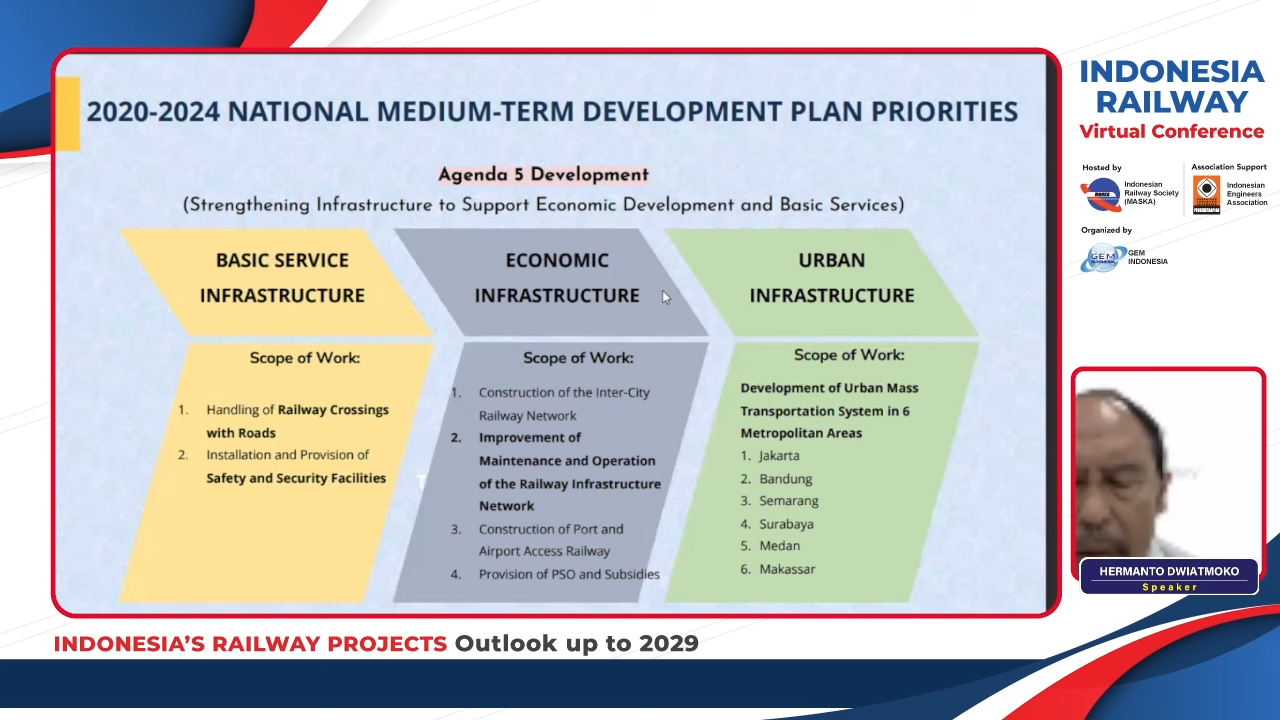 2020-2024 NATIONAL MEDIUM-TERM DEVELOPMENT PLAN PRIORITIES
Agenda 5 Development
(Strengthening Infrastructure to Support Economic Development and Basic Services)
BASIC SERVICE
INFRASTRUCTURE
Scope of Work:
1. Handling of Railway Crossings
with Roads
2. Installation and Provision of
Safety and Security Facilities
ECONOMIC
INFRASTRUCTURE
Scope of Work:
1. Construction of the Inter-City
Railway Network
2. Improvement of
Maintenance and Operation
of the Railway Infrastructure
Network
3. Construction of Port and
Airport Access Railway
4. Provision of PSO and Subsidies
URBAN
INFRASTRUCTURE
Scope of Work:
Development of Urban Mass
Transportation System in 6
Metropolitan Areas
1. Jakarta
2. Bandung
3. Semarang
4. Surabaya
5. Medan
6. Makassar
INDONESIA
RAILWAY
Virtual Conference
Hosted by
MASKA
Indonesian
Railway Society
(MASKA)
Association Support
Indonesian
Engineers
Association
Organized by
GEM
INDONESIA
GEM
INDONESIA
HERMANTO DWIATMOKO
Speaker
INDONESIA'S RAILWAY PROJECTS Outlook up to 2029